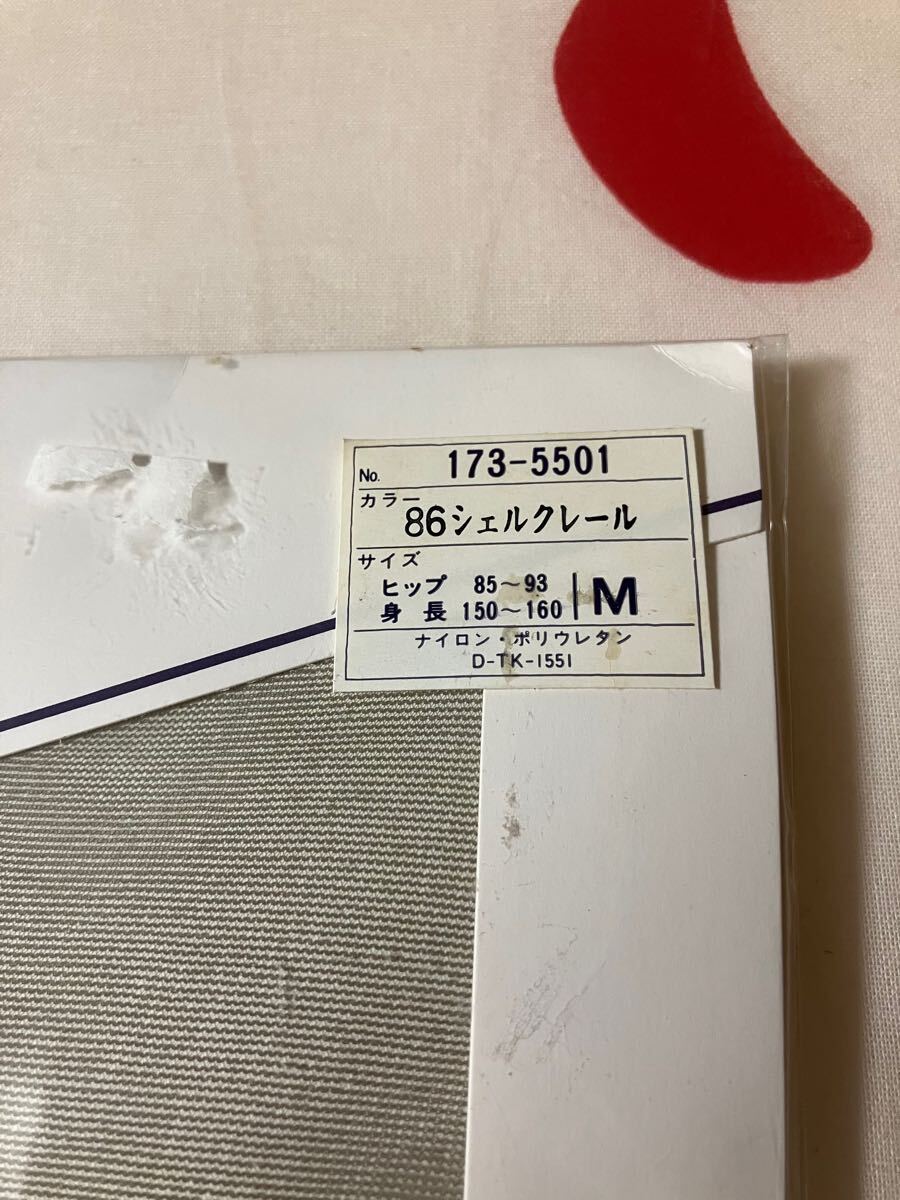 No. 173-5501
カラー
86シェルクレール
サイズ
ヒップ 85～93
身長 150～160 M
ナイロン・ポリウレタン
D-TK-1551